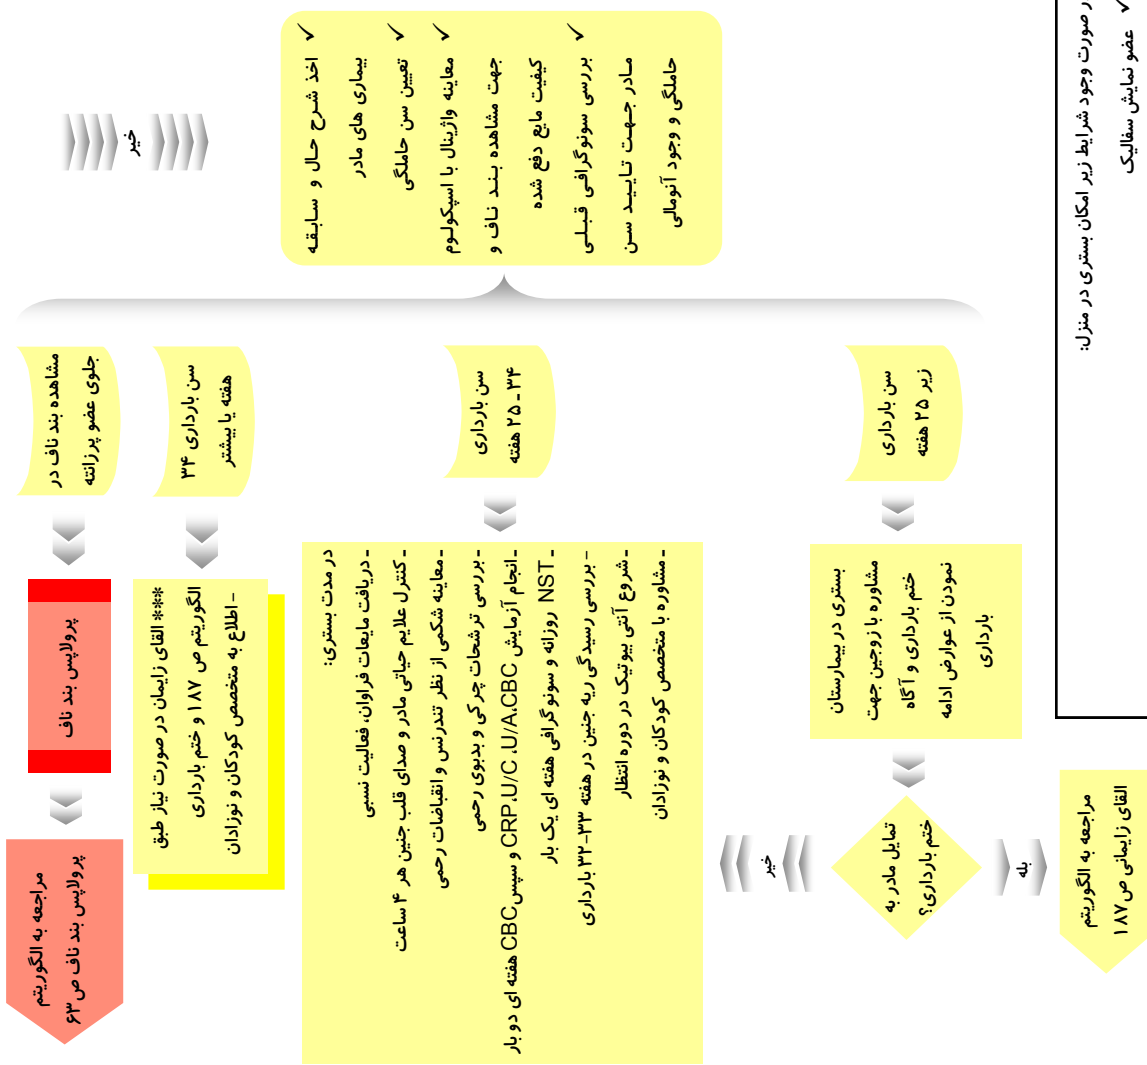 خیر
✓ اخذ شرح حال و سابقه
بیماری های مادر
✓ تعیین سن حاملگی
✓ معاینه واژینال با اسپکولوم
جهت مشاهده بند ناف و
کیفیت مایع دفع شده
✓ بررسی سونوگرافی قبلی
مادر جهت تایید سن
حاملگی و وجود آنومالی
مشاهده بند ناف در
جلوی عضو پرزانته
سن بارداری ۳۴
هفته یا بیشتر
سن بارداری
۲۵ - ۳۴ هفته
سن بارداری
زیر ۲۵ هفته
پرولاپس بند ناف
مراجعه به الگوریتم
پرولاپس بند ناف ص ۶۳
*** القای زایمان در صورت نیاز طبق
الگوریتم ص ۱۸۷ و ختم بارداری
- اطلاع به متخصص کودکان و نوزادان
در مدت بستری:
- دریافت مایعات فراوان، فعالیت نسبی
- کنترل علایم حیاتی مادر و صدای قلب جنین هر ۴ ساعت
- معاینه شکمی از نظر تندرنس و انقباضات رحمی
- بررسی ترشحات چرکی و بدبوی رحمی
- انجام آزمایش CRP،U/C ،U/A،CBC و سپس CBC هفته ای دو بار
- NST روزانه و سونوگرافی هفته ای یک بار
- بررسی رسیدگی ریه جنین در هفته ۳۳-۳۲ بارداری
- شروع آنتی بیوتیک در دوره انتظار
- مشاوره با متخصص کودکان و نوزادان
بستری در بیمارستان
مشاوره با زوجین جهت
ختم بارداری و آگاه
نمودن از عوارض ادامه
بارداری
تمایل مادر به
ختم بارداری؟
خیر
بله
مراجعه به الگوریتم
القای زایمانی ص ۱۸۷
صورت وجود شرایط زیر امکان بستری در منزل:
✓ عضو نمایش سفالیک